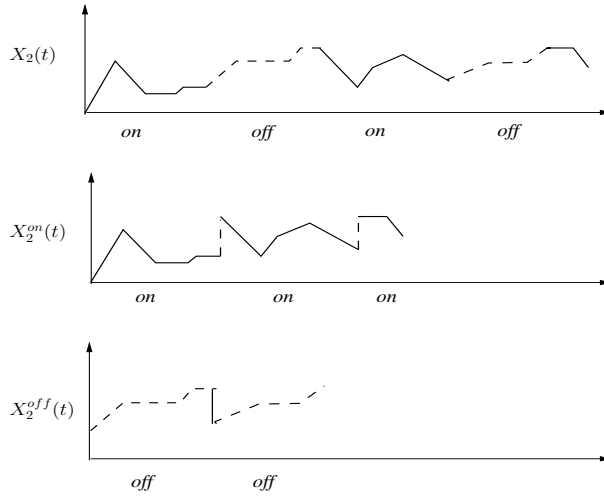 X_2(t)
on off on off
X_2^{on}(t)
on on on
X_2^{off}(t)
off off